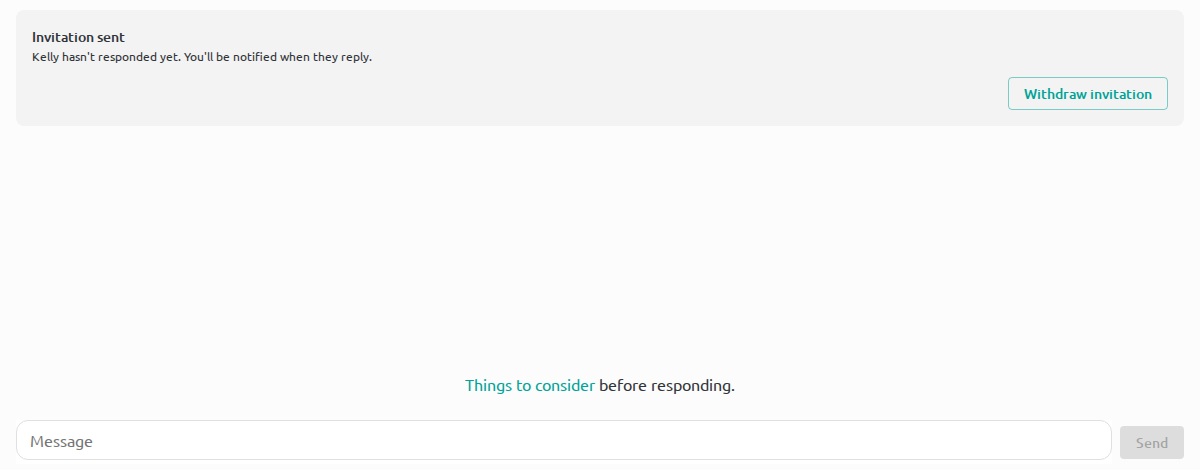 Invitation sent
Kelly hasn't responded yet. You'll be notified when they reply.
Withdraw invitation
Things to consider before responding.
Message
Send